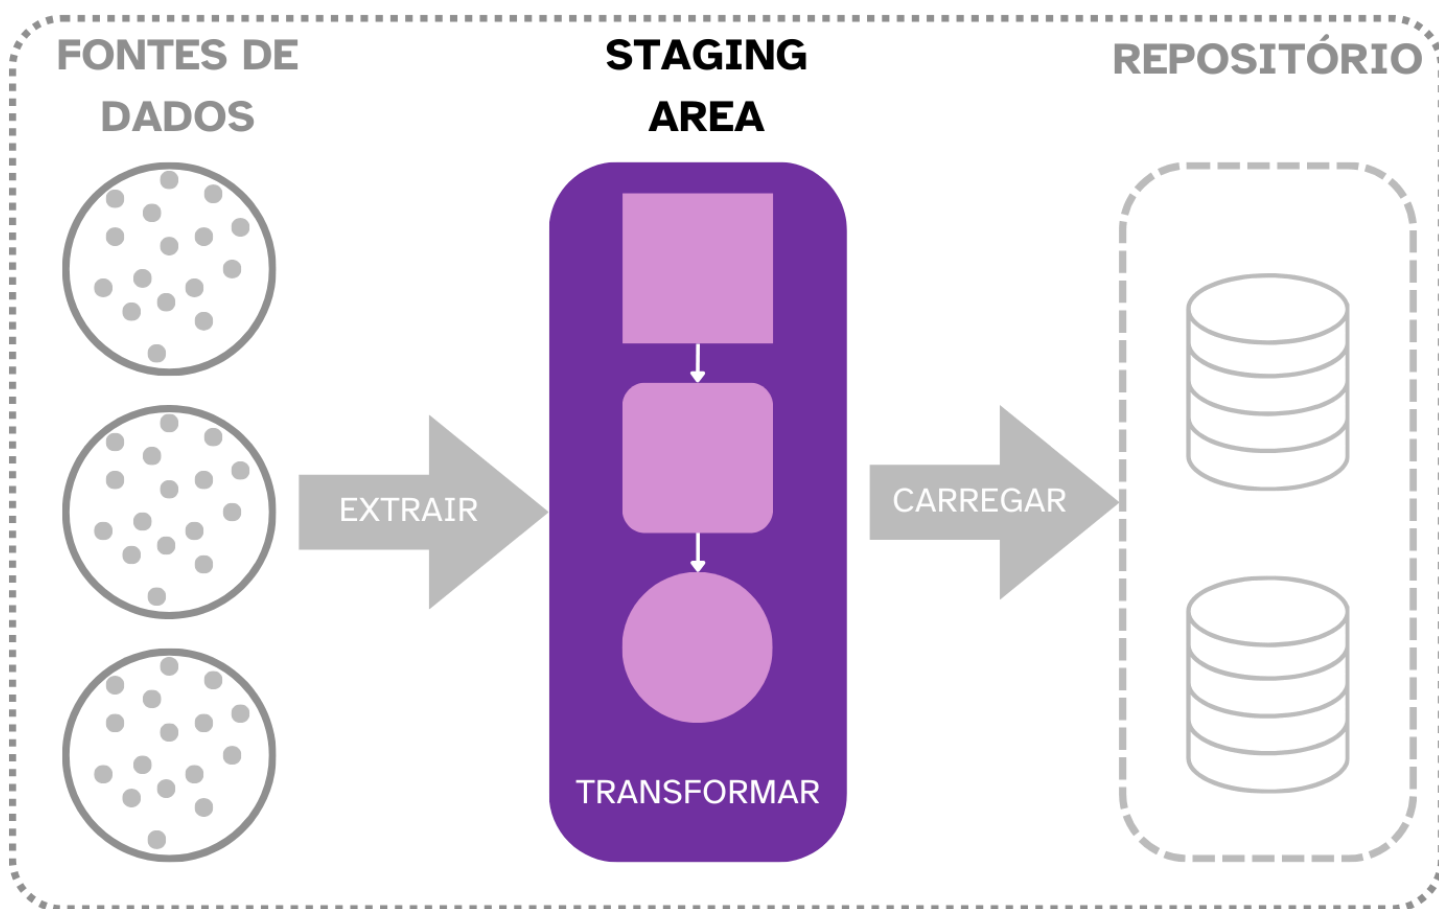 FONTES DE
DADOS
STAGING
AREA
REPOSITÓRIO
EXTRAIR
CARREGAR
TRANSFORMAR